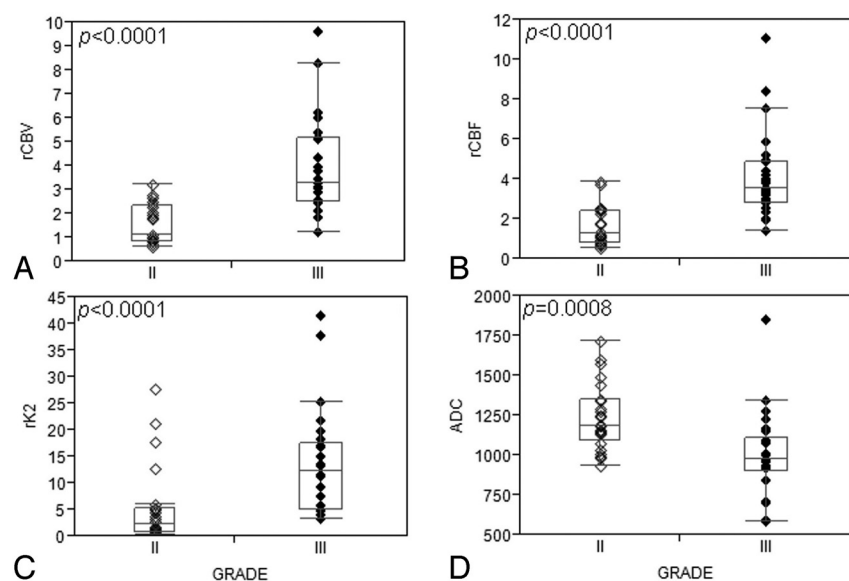 p<0.0001
rCBV
10
9
8
7
6
5
4
3
2
1
0
II
III
A
p<0.0001
rCBF
12
10
8
6
4
2
0
II
III
B
p<0.0001
rK2
45
40
35
30
25
20
15
10
5
0
II
III
GRADE
C
p=0.0008
ADC
2000
1750
1500
1250
1000
750
500
II
III
GRADE
D